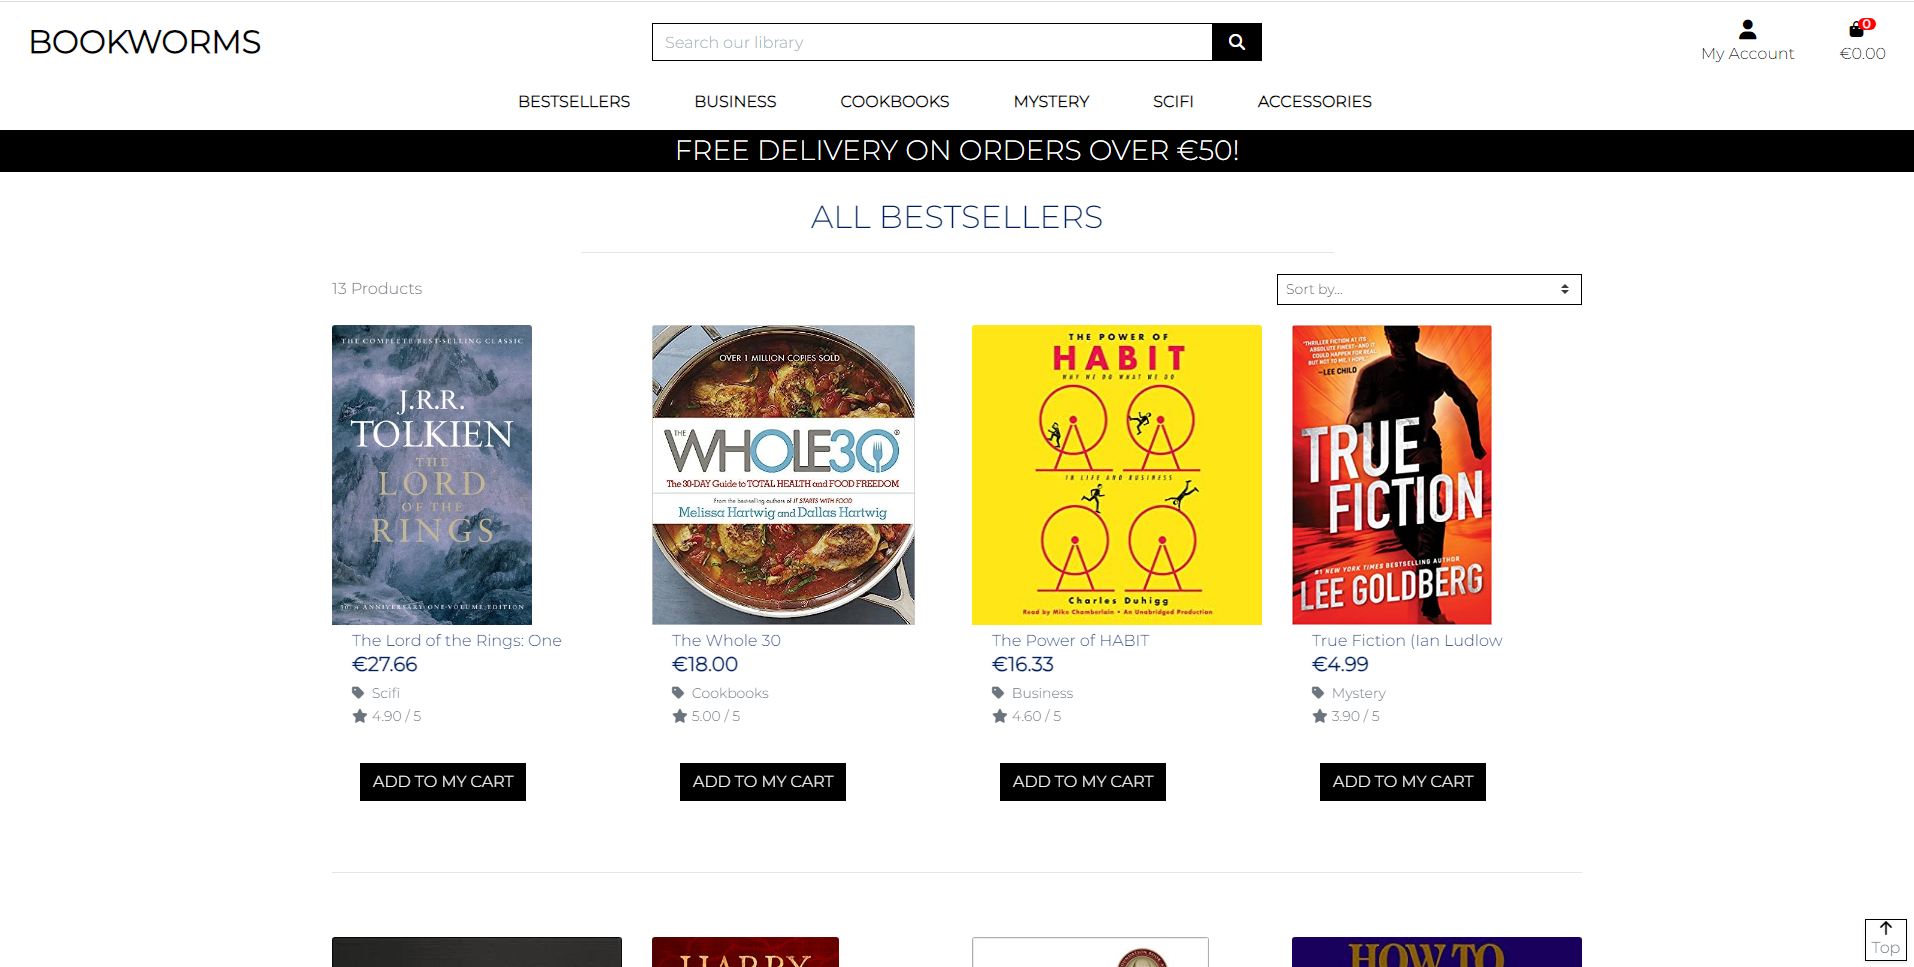 BOOKWORMS
Search our library
0
My Account
€0.00
BESTSELLERS BUSINESS COOKBOOKS MYSTERY SCIFI ACCESSORIES
FREE DELIVERY ON ORDERS OVER €50!
ALL BESTSELLERS
13 Products
Sort by...
THE COMPLETE BEST-SELLING CLASSIC
J.R.R.
TOLKIEN
THE
LORD
OF THE
RINGS
50TH ANNIVERSARY ONE-VOLUME EDITION
The Lord of the Rings: One
€27.66
Scifi
4.90 / 5
ADD TO MY CART
OVER 1 MILLION COPIES SOLD
THE
WHOLE30®
The 30-DAY Guide to TOTAL HEALTH and FOOD FREEDOM
From the best-selling authors of IT STARTS WITH FOOD
Melissa Hartwig and Dallas Hartwig
The Whole 30
€18.00
Cookbooks
5.00 / 5
ADD TO MY CART
THE POWER OF
HABIT
WHY WE DO WHAT WE DO
IN LIFE AND BUSINESS
Charles Duhigg
Read by Mike Chamberlain • An Unabridged Production
The Power of HABIT
€16.33
Business
4.60 / 5
ADD TO MY CART
"THRILLER FICTION AT ITS
ABSOLUTE FINEST—AND IT
COULD HAPPEN FOR REAL.
BUT NOT TO ME, I HOPE."
—LEE CHILD
TRUE
FICTION
#1 NEW YORK TIMES BESTSELLING AUTHOR
LEE GOLDBERG
True Fiction (Ian Ludlow
€4.99
Mystery
3.90 / 5
ADD TO MY CART
HARRY
HOW TO
Top